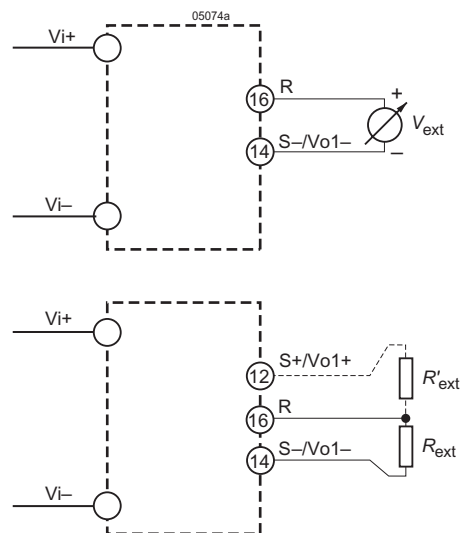 05074a
Vi+
16
R
+
Vext
14
S–/Vo1–
–
Vi–
Vi+
12
S+/Vo1+
R'ext
16
R
14
S–/Vo1–
Rext
Vi–